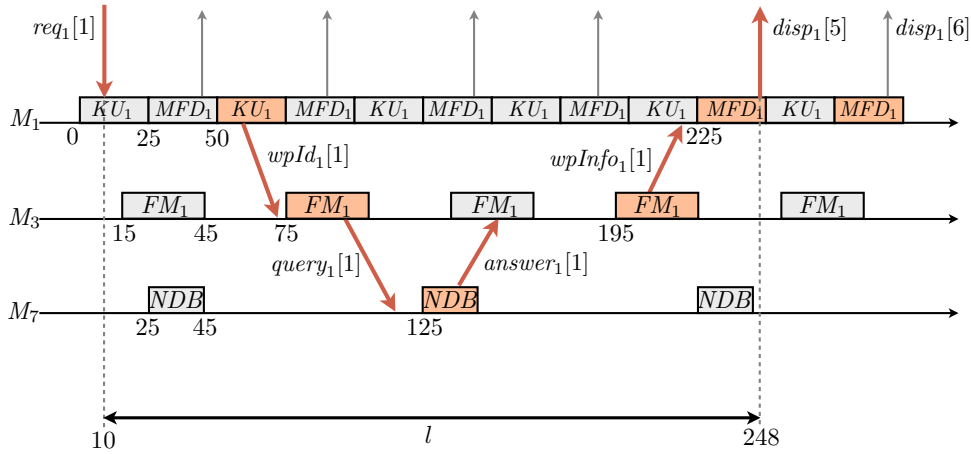 req₁[1] disp₁[5] disp₁[6]
M₁ KU₁ MFD₁ KU₁ MFD₁ KU₁ MFD₁ KU₁ MFD₁ KU₁ MFD₁ KU₁ MFD₁
0 25 50 225
wpId₁[1] wpInfo₁[1]
M₃ FM₁ FM₁ FM₁ FM₁ FM₁
15 45 75 195
query₁[1] answer₁[1]
M₇ NDB NDB NDB
25 45 125
10 l 248